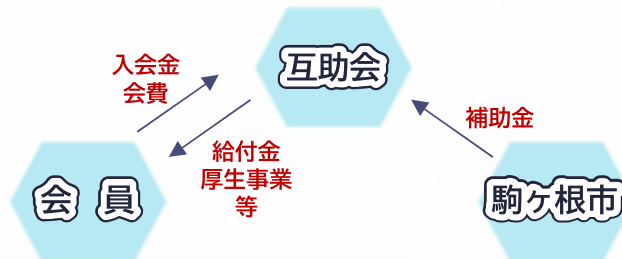 互助会
入会金
会費
補助金
給付金
厚生事業
等
会 員
駒ヶ根市